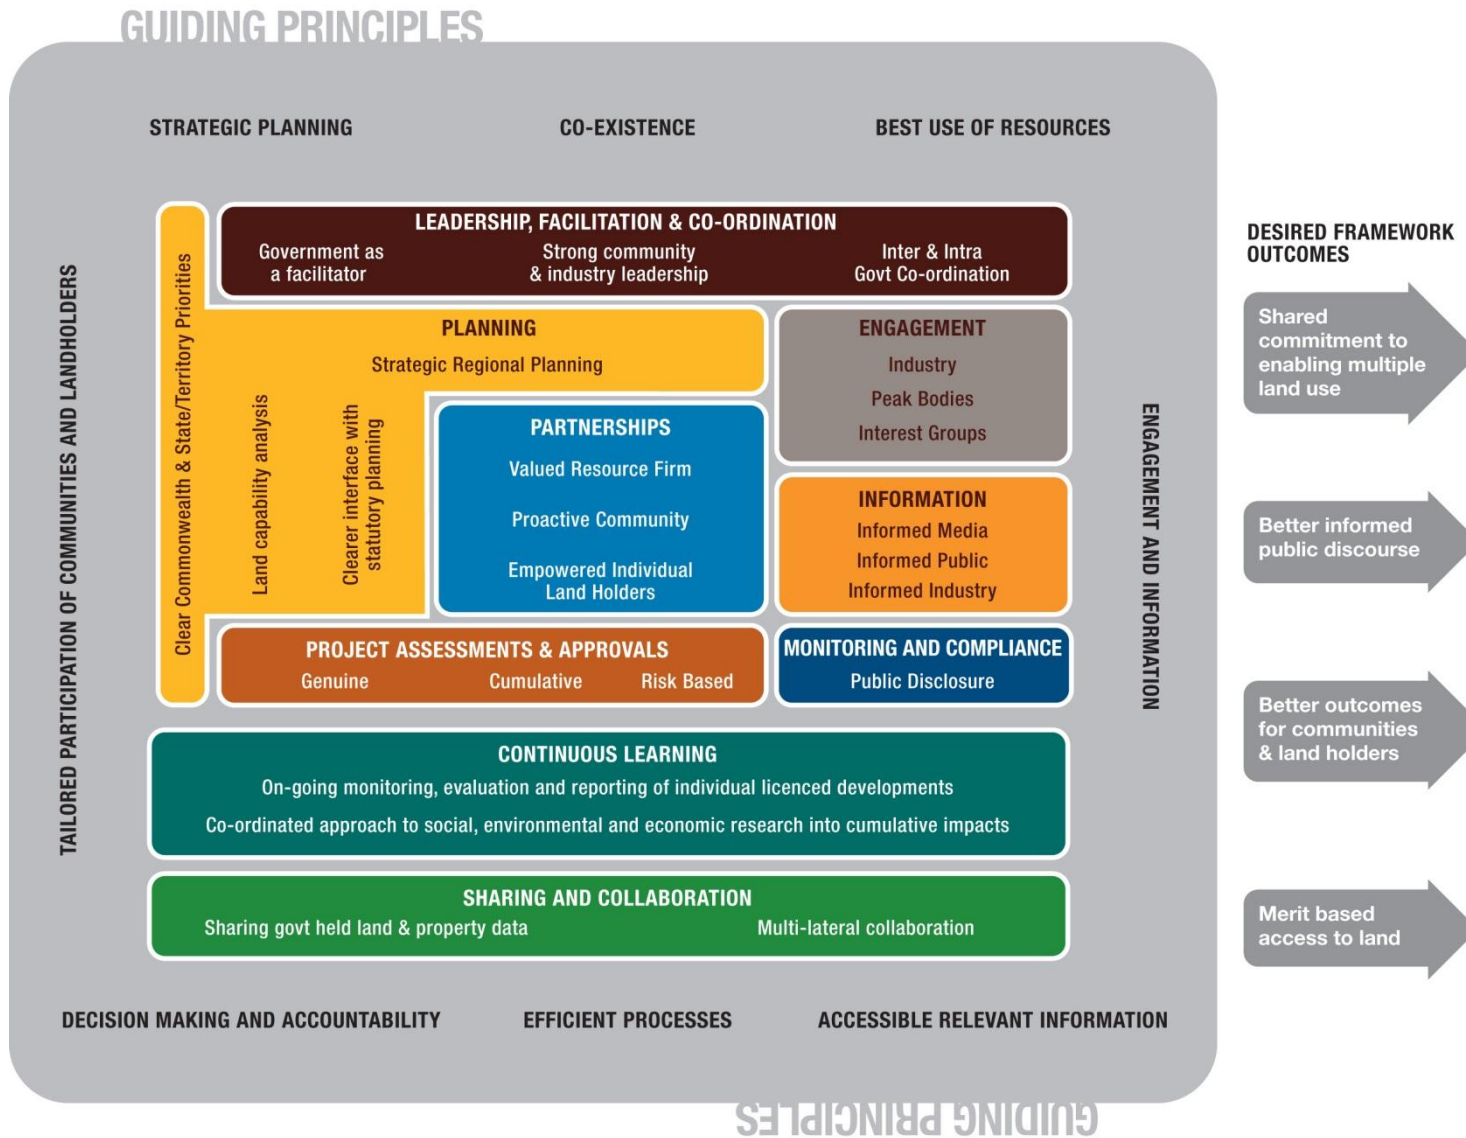 GUIDING PRINCIPLES
STRATEGIC PLANNING
CO-EXISTENCE
BEST USE OF RESOURCES
TAILORED PARTICIPATION OF COMMUNITIES AND LANDHOLDERS
Clear Commonwealth & State/Territory Priorities
LEADERSHIP, FACILITATION & CO-ORDINATION
Government as
a facilitator
Strong community
& industry leadership
Inter & Intra
Govt Co-ordination
PLANNING
Strategic Regional Planning
Land capability analysis
Clearer interface with
statutory planning
ENGAGEMENT
Industry
Peak Bodies
Interest Groups
PARTNERSHIPS
Valued Resource Firm
Proactive Community
Empowered Individual
Land Holders
INFORMATION
Informed Media
Informed Public
Informed Industry
PROJECT ASSESSMENTS & APPROVALS
Genuine
Cumulative
Risk Based
MONITORING AND COMPLIANCE
Public Disclosure
CONTINUOUS LEARNING
On-going monitoring, evaluation and reporting of individual licenced developments
Co-ordinated approach to social, environmental and economic research into cumulative impacts
SHARING AND COLLABORATION
Sharing govt held land & property data
Multi-lateral collaboration
ENGAGEMENT AND INFORMATION
DECISION MAKING AND ACCOUNTABILITY
EFFICIENT PROCESSES
ACCESSIBLE RELEVANT INFORMATION
GUIDING PRINCIPLES
DESIRED FRAMEWORK
OUTCOMES
Shared
commitment to
enabling multiple
land use
Better informed
public discourse
Better outcomes
for communities
& land holders
Merit based
access to land